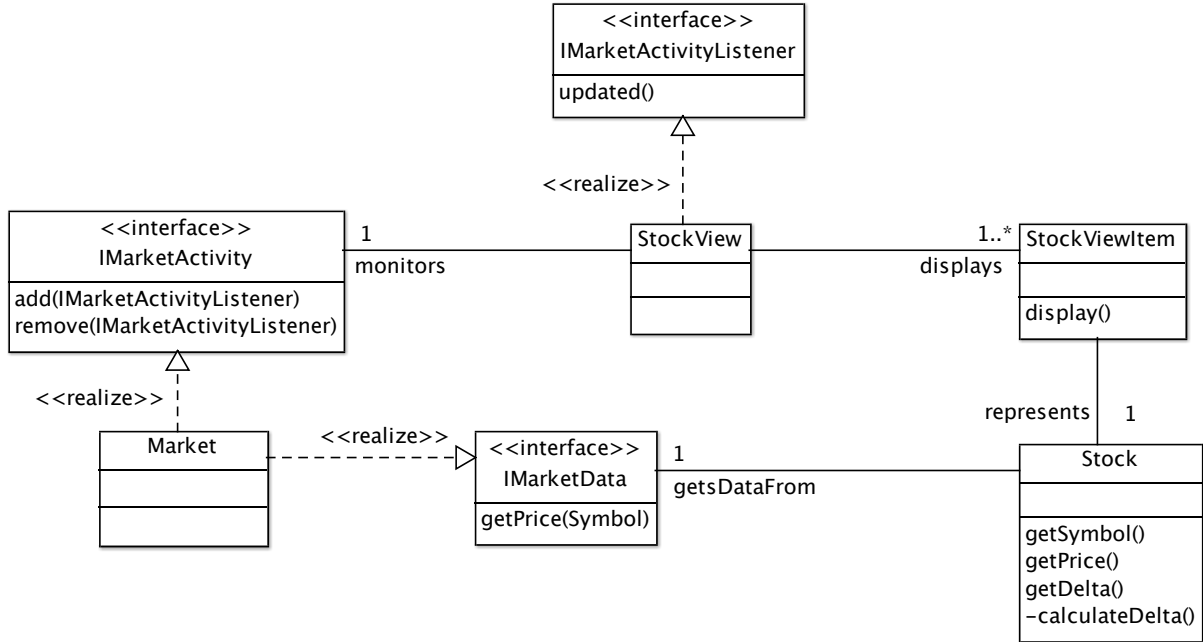 <<interface>>
IMarketActivityListener
updated()
<<realize>>
<<interface>>
IMarketActivity
add(IMarketActivityListener)
remove(IMarketActivityListener)
1
monitors
StockView
1..*
displays
StockViewItem
display()
<<realize>>
represents
1
Market
<<realize>>
<<interface>>
IMarketData
getPrice(Symbol)
1
getsDataFrom
Stock
getSymbol()
getPrice()
getDelta()
-calculateDelta()